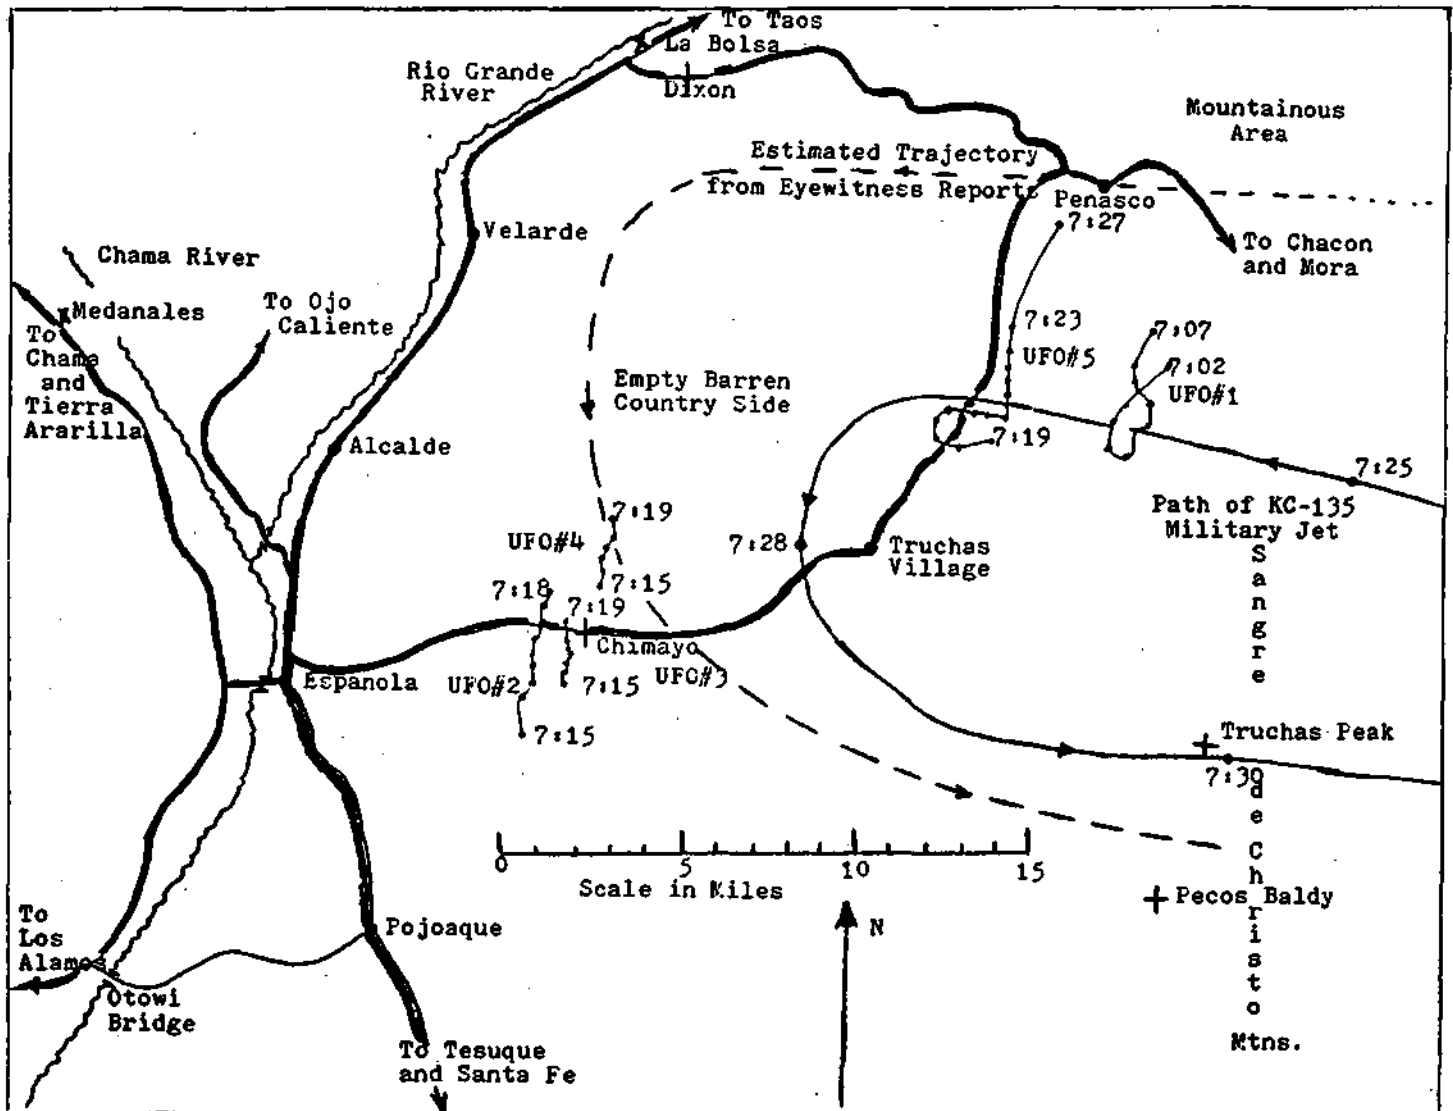 To Taos
La Bolsa
Rio Grande
River
Dixon
Mountainous
Area
Estimated Trajectory
from Eyewitness Reports
Penasco
7:27
To Chacon
and Mora
Velarde
Chama River
Medanales
To Ojo
Caliente
To
Chama
and
Tierra
Ararilla
7:23
UFO#5
7:07
7:02
UFO#1
Empty Barren
Country Side
Alcalde
7:19
7:25
Path of KC-135
Military Jet
7:19
UFO#4
7:28
Truchas
Village
7:15
7:18
7:19
Chimayo
Espanola
UFO#2
7:15
UFO#3
7:15
Truchas Peak
7:30
Sangre
de
Christo
Mtns.
0 5 10 15
Scale in Miles
Pecos Baldy
N
Pojoaque
To
Los
Alamos
Otowi
Bridge
To Tesuque
and Santa Fe